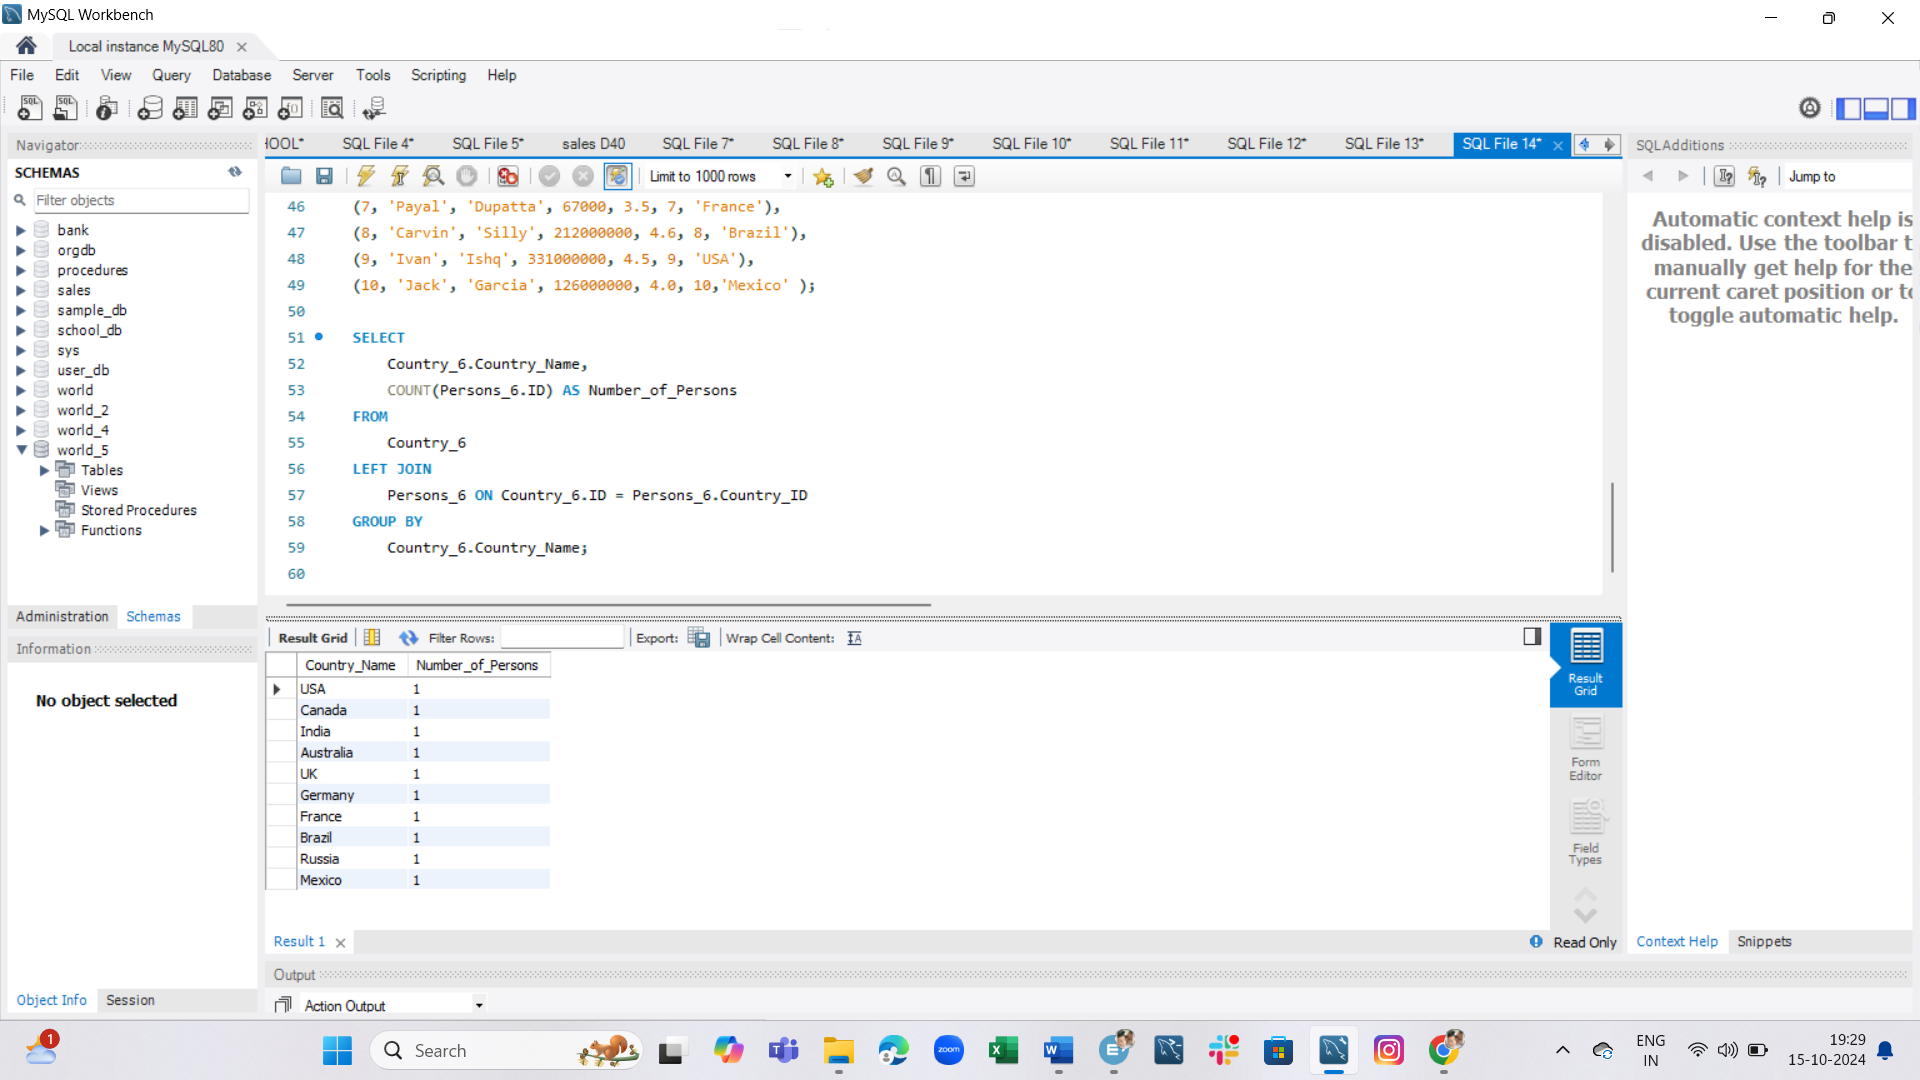 MySQL Workbench
Local instance MySQL80
File Edit View Query Database Server Tools Scripting Help
Navigator
SCHEMAS
Filter objects
bank
orgdb
procedures
sales
sample_db
school_db
sys
user_db
world
world_2
world_4
world_5
Tables
Views
Stored Procedures
Functions
Administration Schemas
Information
No object selected
Object Info Session
HOOL* SQL File 4* SQL File 5* sales D40 SQL File 7* SQL File 8* SQL File 9* SQL File 10* SQL File 11* SQL File 12* SQL File 13* SQL File 14*
Limit to 1000 rows
46 (7, 'Payal', 'Dupatta', 67000, 3.5, 7, 'France'),
47 (8, 'Carvin', 'Silly', 212000000, 4.6, 8, 'Brazil'),
48 (9, 'Ivan', 'Ishq', 331000000, 4.5, 9, 'USA'),
49 (10, 'Jack', 'Garcia', 126000000, 4.0, 10,'Mexico' );
50
51 SELECT
52 Country_6.Country_Name,
53 COUNT(Persons_6.ID) AS Number_of_Persons
54 FROM
55 Country_6
56 LEFT JOIN
57 Persons_6 ON Country_6.ID = Persons_6.Country_ID
58 GROUP BY
59 Country_6.Country_Name;
60
Result Grid Filter Rows: Export: Wrap Cell Content:
Country_Name Number_of_Persons
USA 1
Canada 1
India 1
Australia 1
UK 1
Germany 1
France 1
Brazil 1
Russia 1
Mexico 1
Result
Grid
Form
Editor
Field
Types
Result 1
Read Only
Output
Action Output
SQLAdditions
Jump to
Automatic context help is
disabled. Use the toolbar t
manually get help for the
current caret position or to
toggle automatic help.
Context Help Snippets
1
Search
zoom
ENG
IN
19:29
15-10-2024